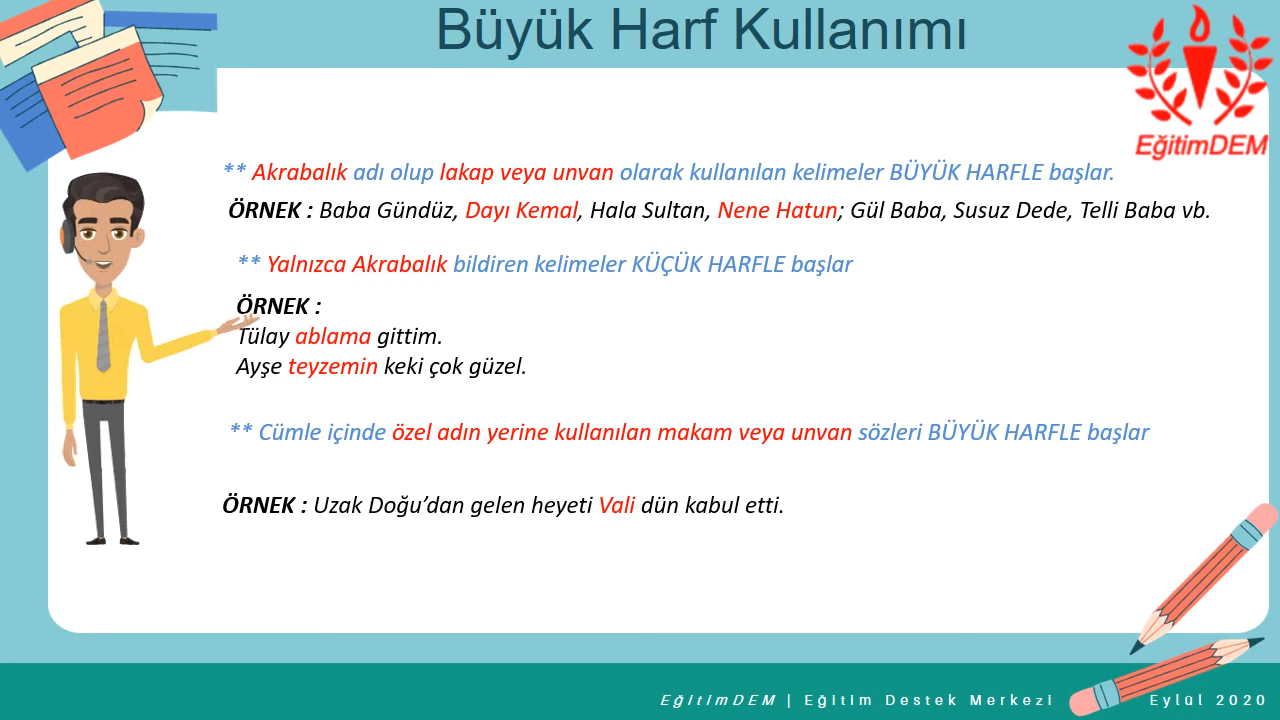 Büyük Harf Kullanımı
EğitimDEM
** Akrabalık adı olup lakap veya unvan olarak kullanılan kelimeler BÜYÜK HARFLE başlar.
ÖRNEK : Baba Gündüz, Dayı Kemal, Hala Sultan, Nene Hatun; Gül Baba, Susuz Dede, Telli Baba vb.
** Yalnızca Akrabalık bildiren kelimeler KÜÇÜK HARFLE başlar
ÖRNEK :
Tülay ablama gittim.
Ayşe teyzemin keki çok güzel.
** Cümle içinde özel adın yerine kullanılan makam veya unvan sözleri BÜYÜK HARFLE başlar
ÖRNEK : Uzak Doğu’dan gelen heyeti Vali dün kabul etti.
EğitimDEM | Eğitim Destek Merkezi Eylül 2020